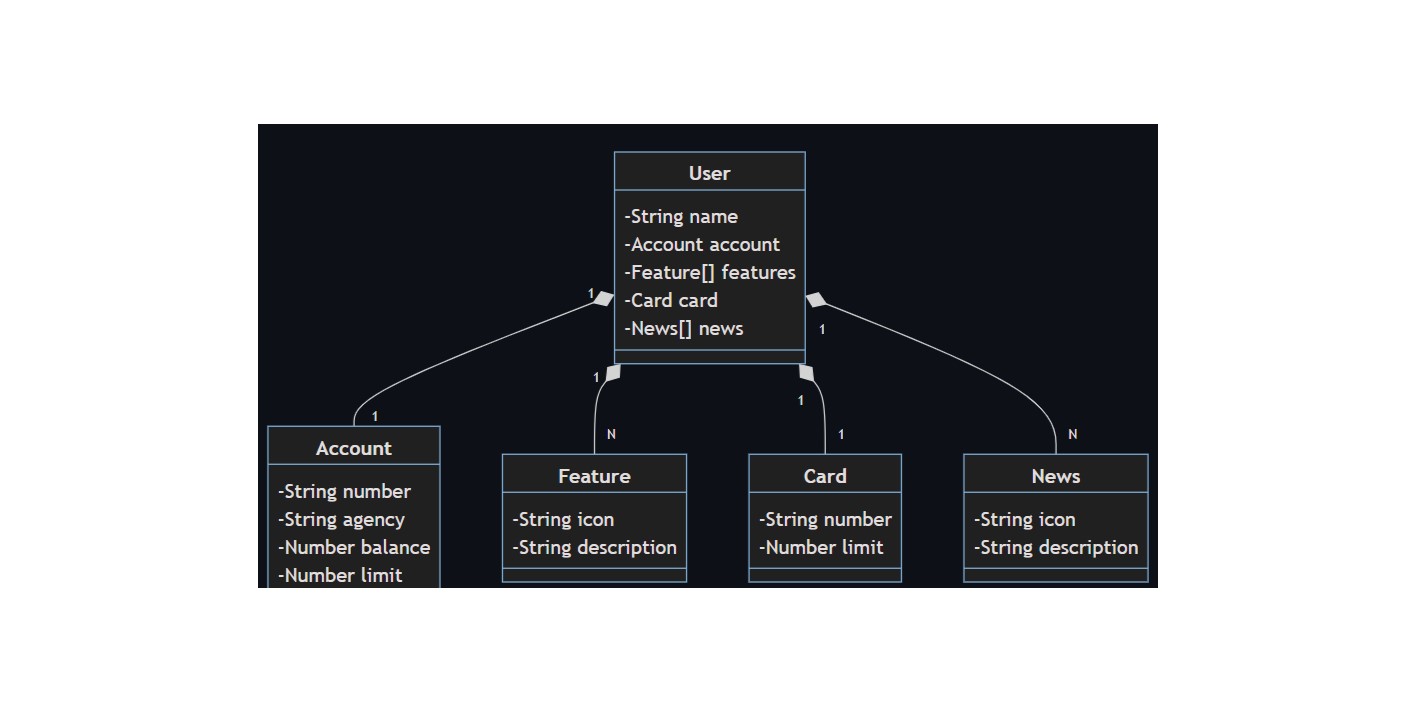 User
-String name
-Account account
-Feature[] features
-Card card
-News[] news
1
1
1
1
1
N
1
N
Account
-String number
-String agency
-Number balance
-Number limit
Feature
-String icon
-String description
Card
-String number
-Number limit
News
-String icon
-String description